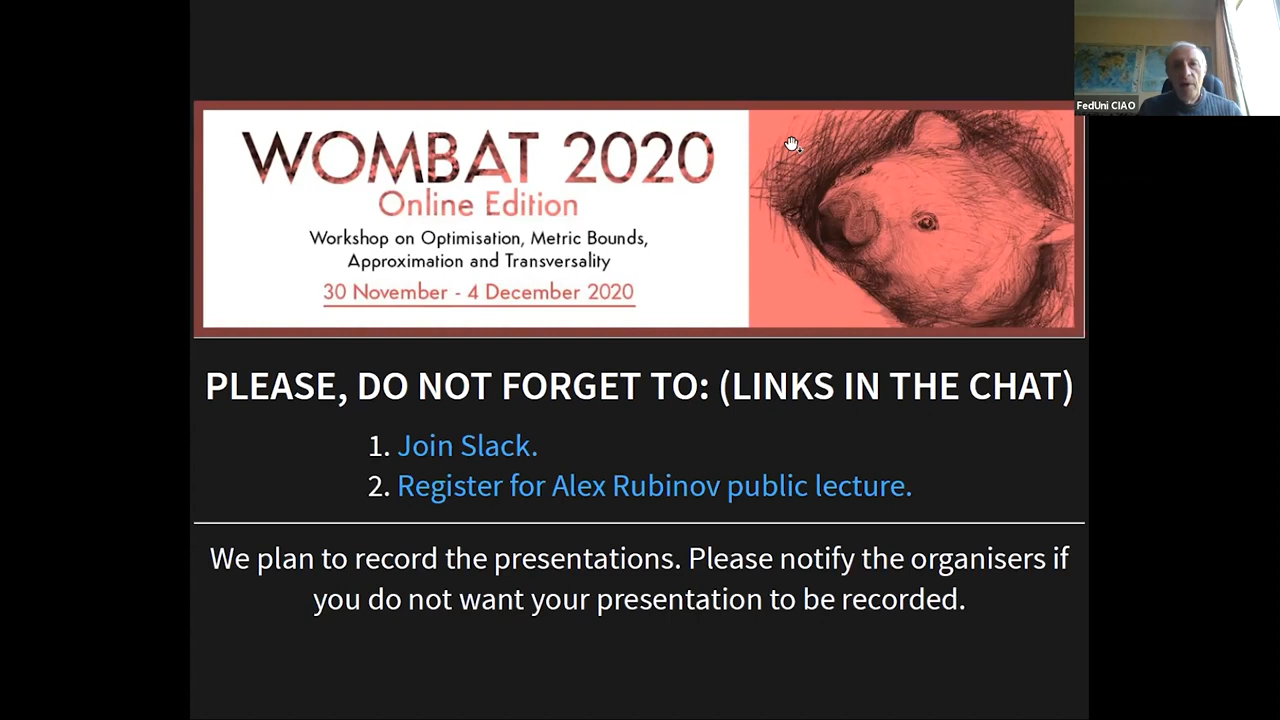 FedUni CIAO
WOMBAT 2020
Online Edition
Workshop on Optimisation, Metric Bounds,
Approximation and Transversality
30 November - 4 December 2020
PLEASE, DO NOT FORGET TO: (LINKS IN THE CHAT)
1. Join Slack.
2. Register for Alex Rubinov public lecture.
We plan to record the presentations. Please notify the organisers if
you do not want your presentation to be recorded.